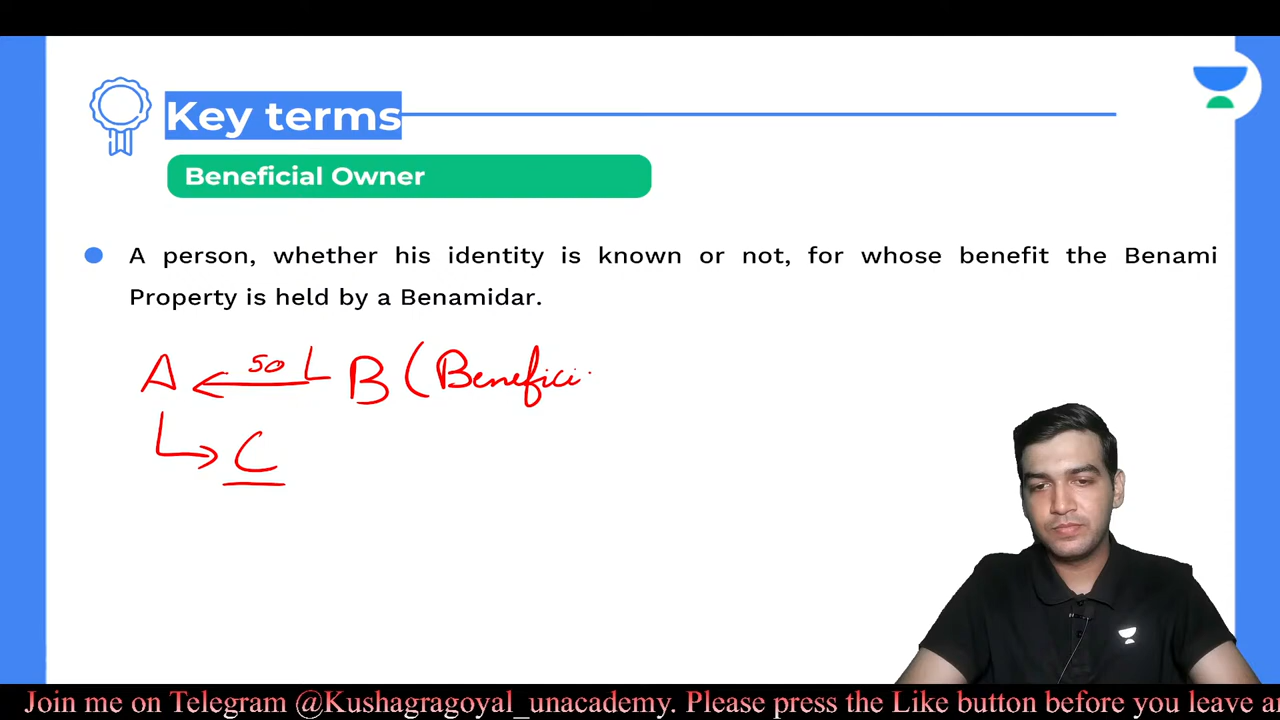 Key terms
Beneficial Owner
A person, whether his identity is known or not, for whose benefit the Benami
Property is held by a Benamidar.
A 50 L B (Benefici
C
Join me on Telegram @Kushagragoyal_unacademy. Please press the Like button before you leave a